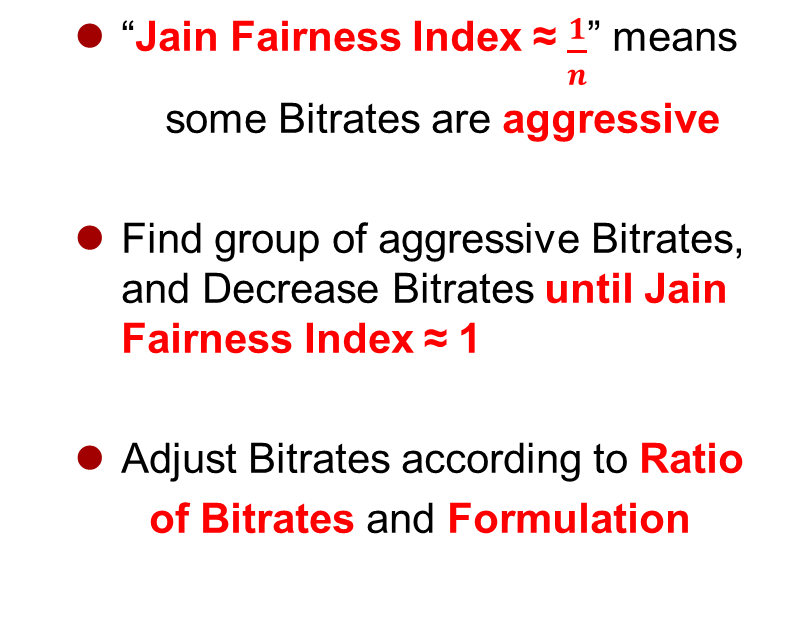 ● “Jain Fairness Index ≈ 1/n” means
some Bitrates are aggressive
● Find group of aggressive Bitrates,
and Decrease Bitrates until Jain
Fairness Index ≈ 1
● Adjust Bitrates according to Ratio
of Bitrates and Formulation